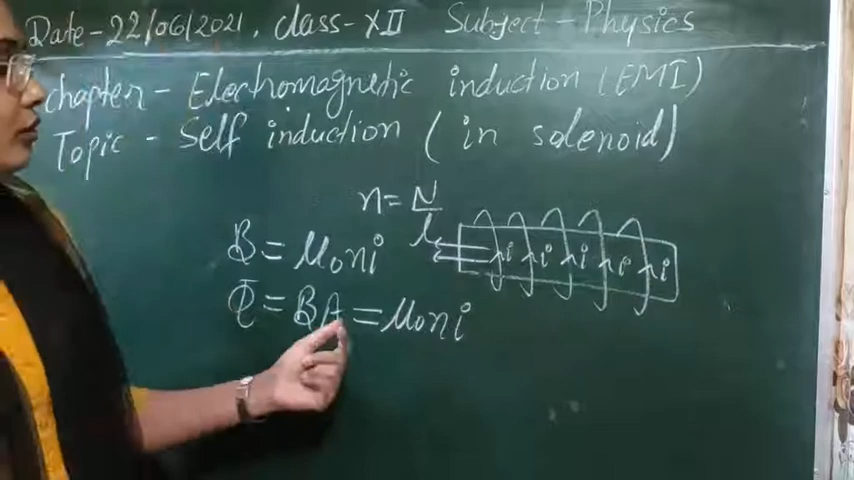 Date - 22/06/2021, class - XII Subject - Physics
chapter - Electromagnetic induction (EMI)
Topic - Self induction (in solenoid)
n = N/l
B = μ₀ni
i i i i i
Φ = BA = μ₀ni